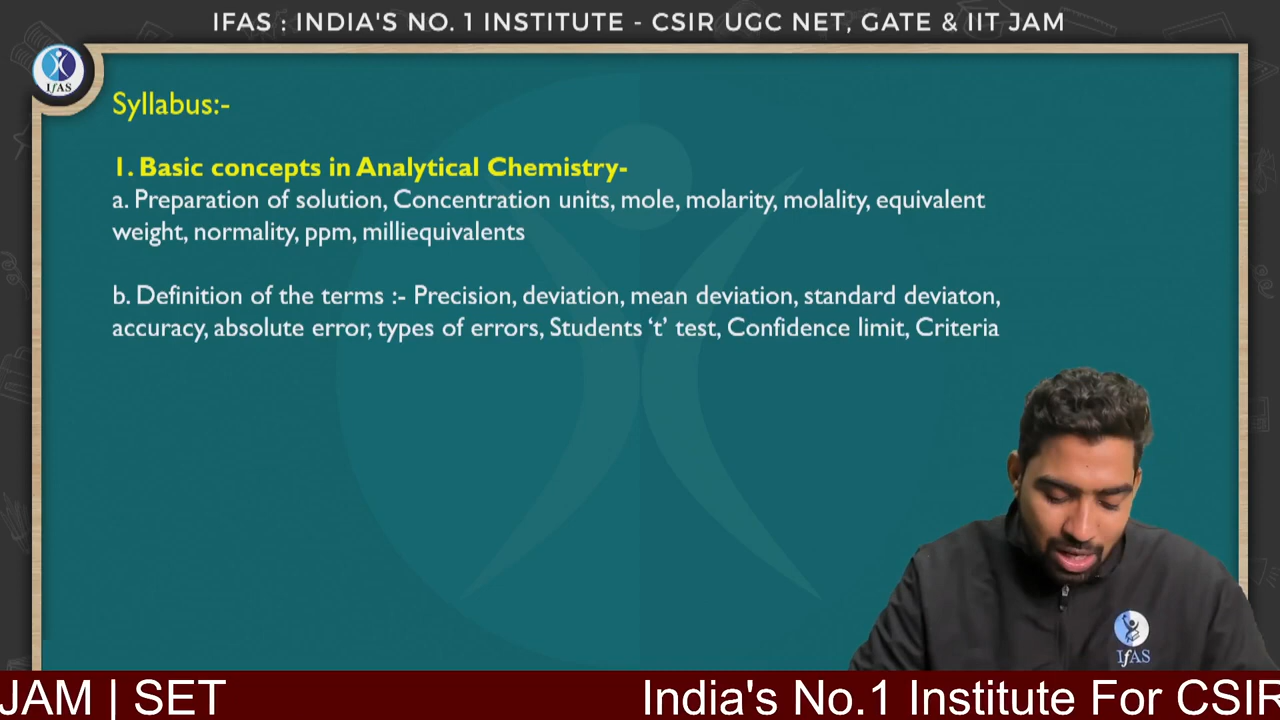 IFAS : INDIA'S NO. 1 INSTITUTE - CSIR UGC NET, GATE & IIT JAM
IfAS
Syllabus:-
1. Basic concepts in Analytical Chemistry-
a. Preparation of solution, Concentration units, mole, molarity, molality, equivalent
weight, normality, ppm, milliequivalents
b. Definition of the terms :- Precision, deviation, mean deviation, standard deviaton,
accuracy, absolute error, types of errors, Students ‘t’ test, Confidence limit, Criteria
IfAS
JAM | SET
India's No.1 Institute For CSIR